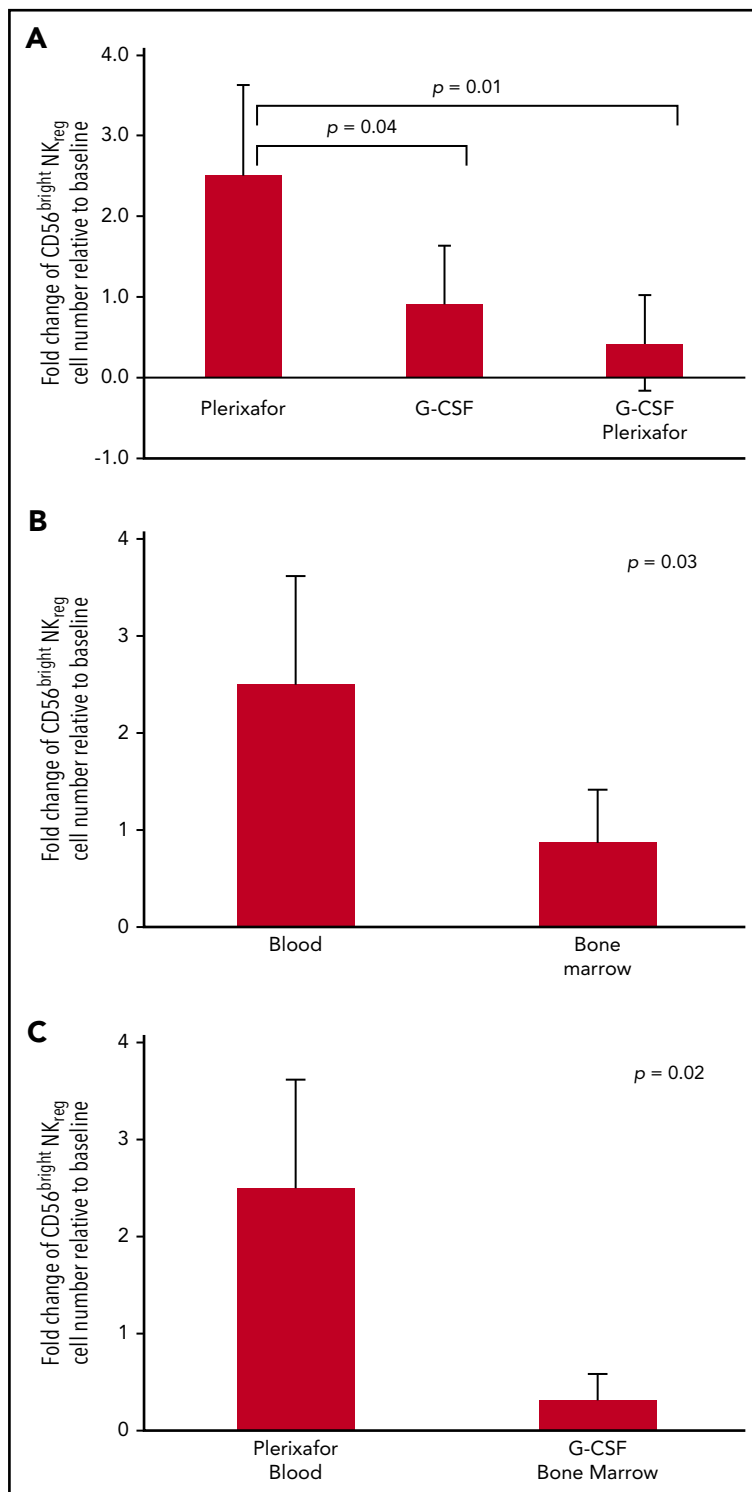 A
Fold change of CD56bright NKreg
cell number relative to baseline
4.0
3.0
2.0
1.0
0.0
-1.0
p = 0.01
p = 0.04
Plerixafor
G-CSF
G-CSF
Plerixafor
B
Fold change of CD56bright NKreg
cell number relative to baseline
4
3
2
1
0
p = 0.03
Blood
Bone
marrow
C
Fold change of CD56bright NKreg
cell number relative to baseline
4
3
2
1
0
p = 0.02
Plerixafor
Blood
G-CSF
Bone Marrow